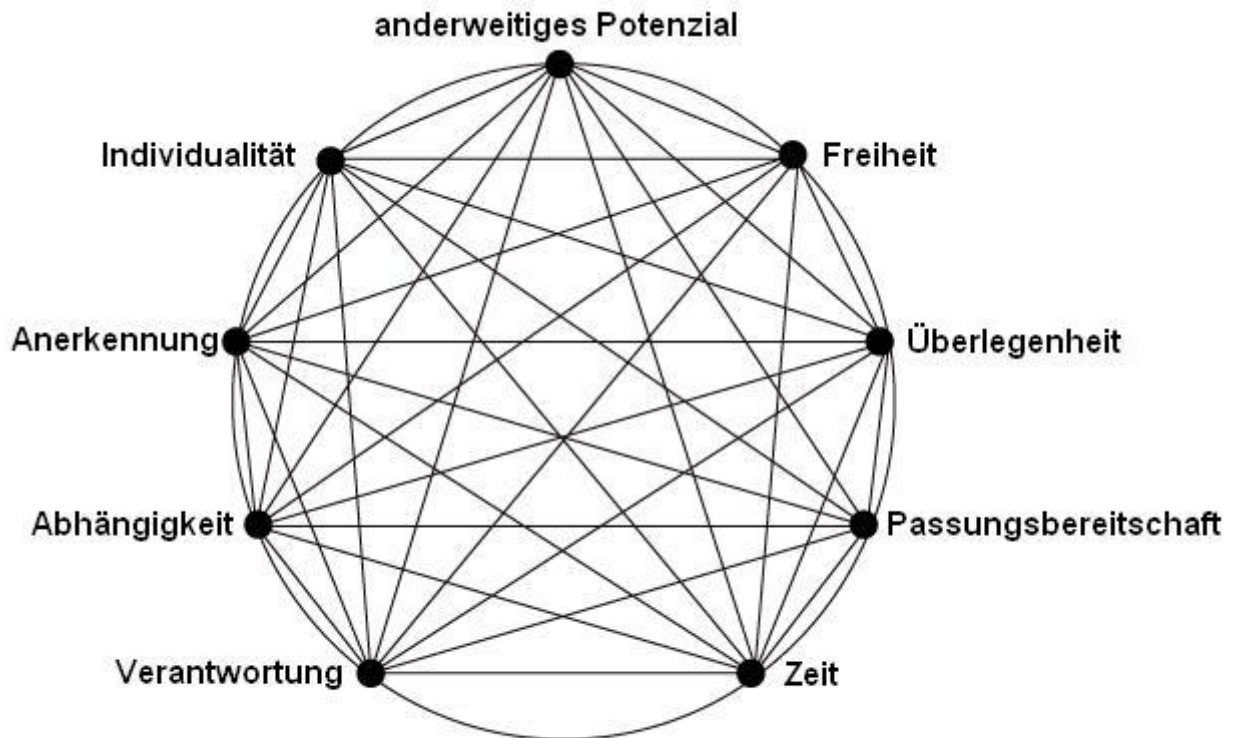 anderweitiges Potenzial
Individualität
Freiheit
Anerkennung
Überlegenheit
Abhängigkeit
Passungsbereitschaft
Verantwortung
Zeit